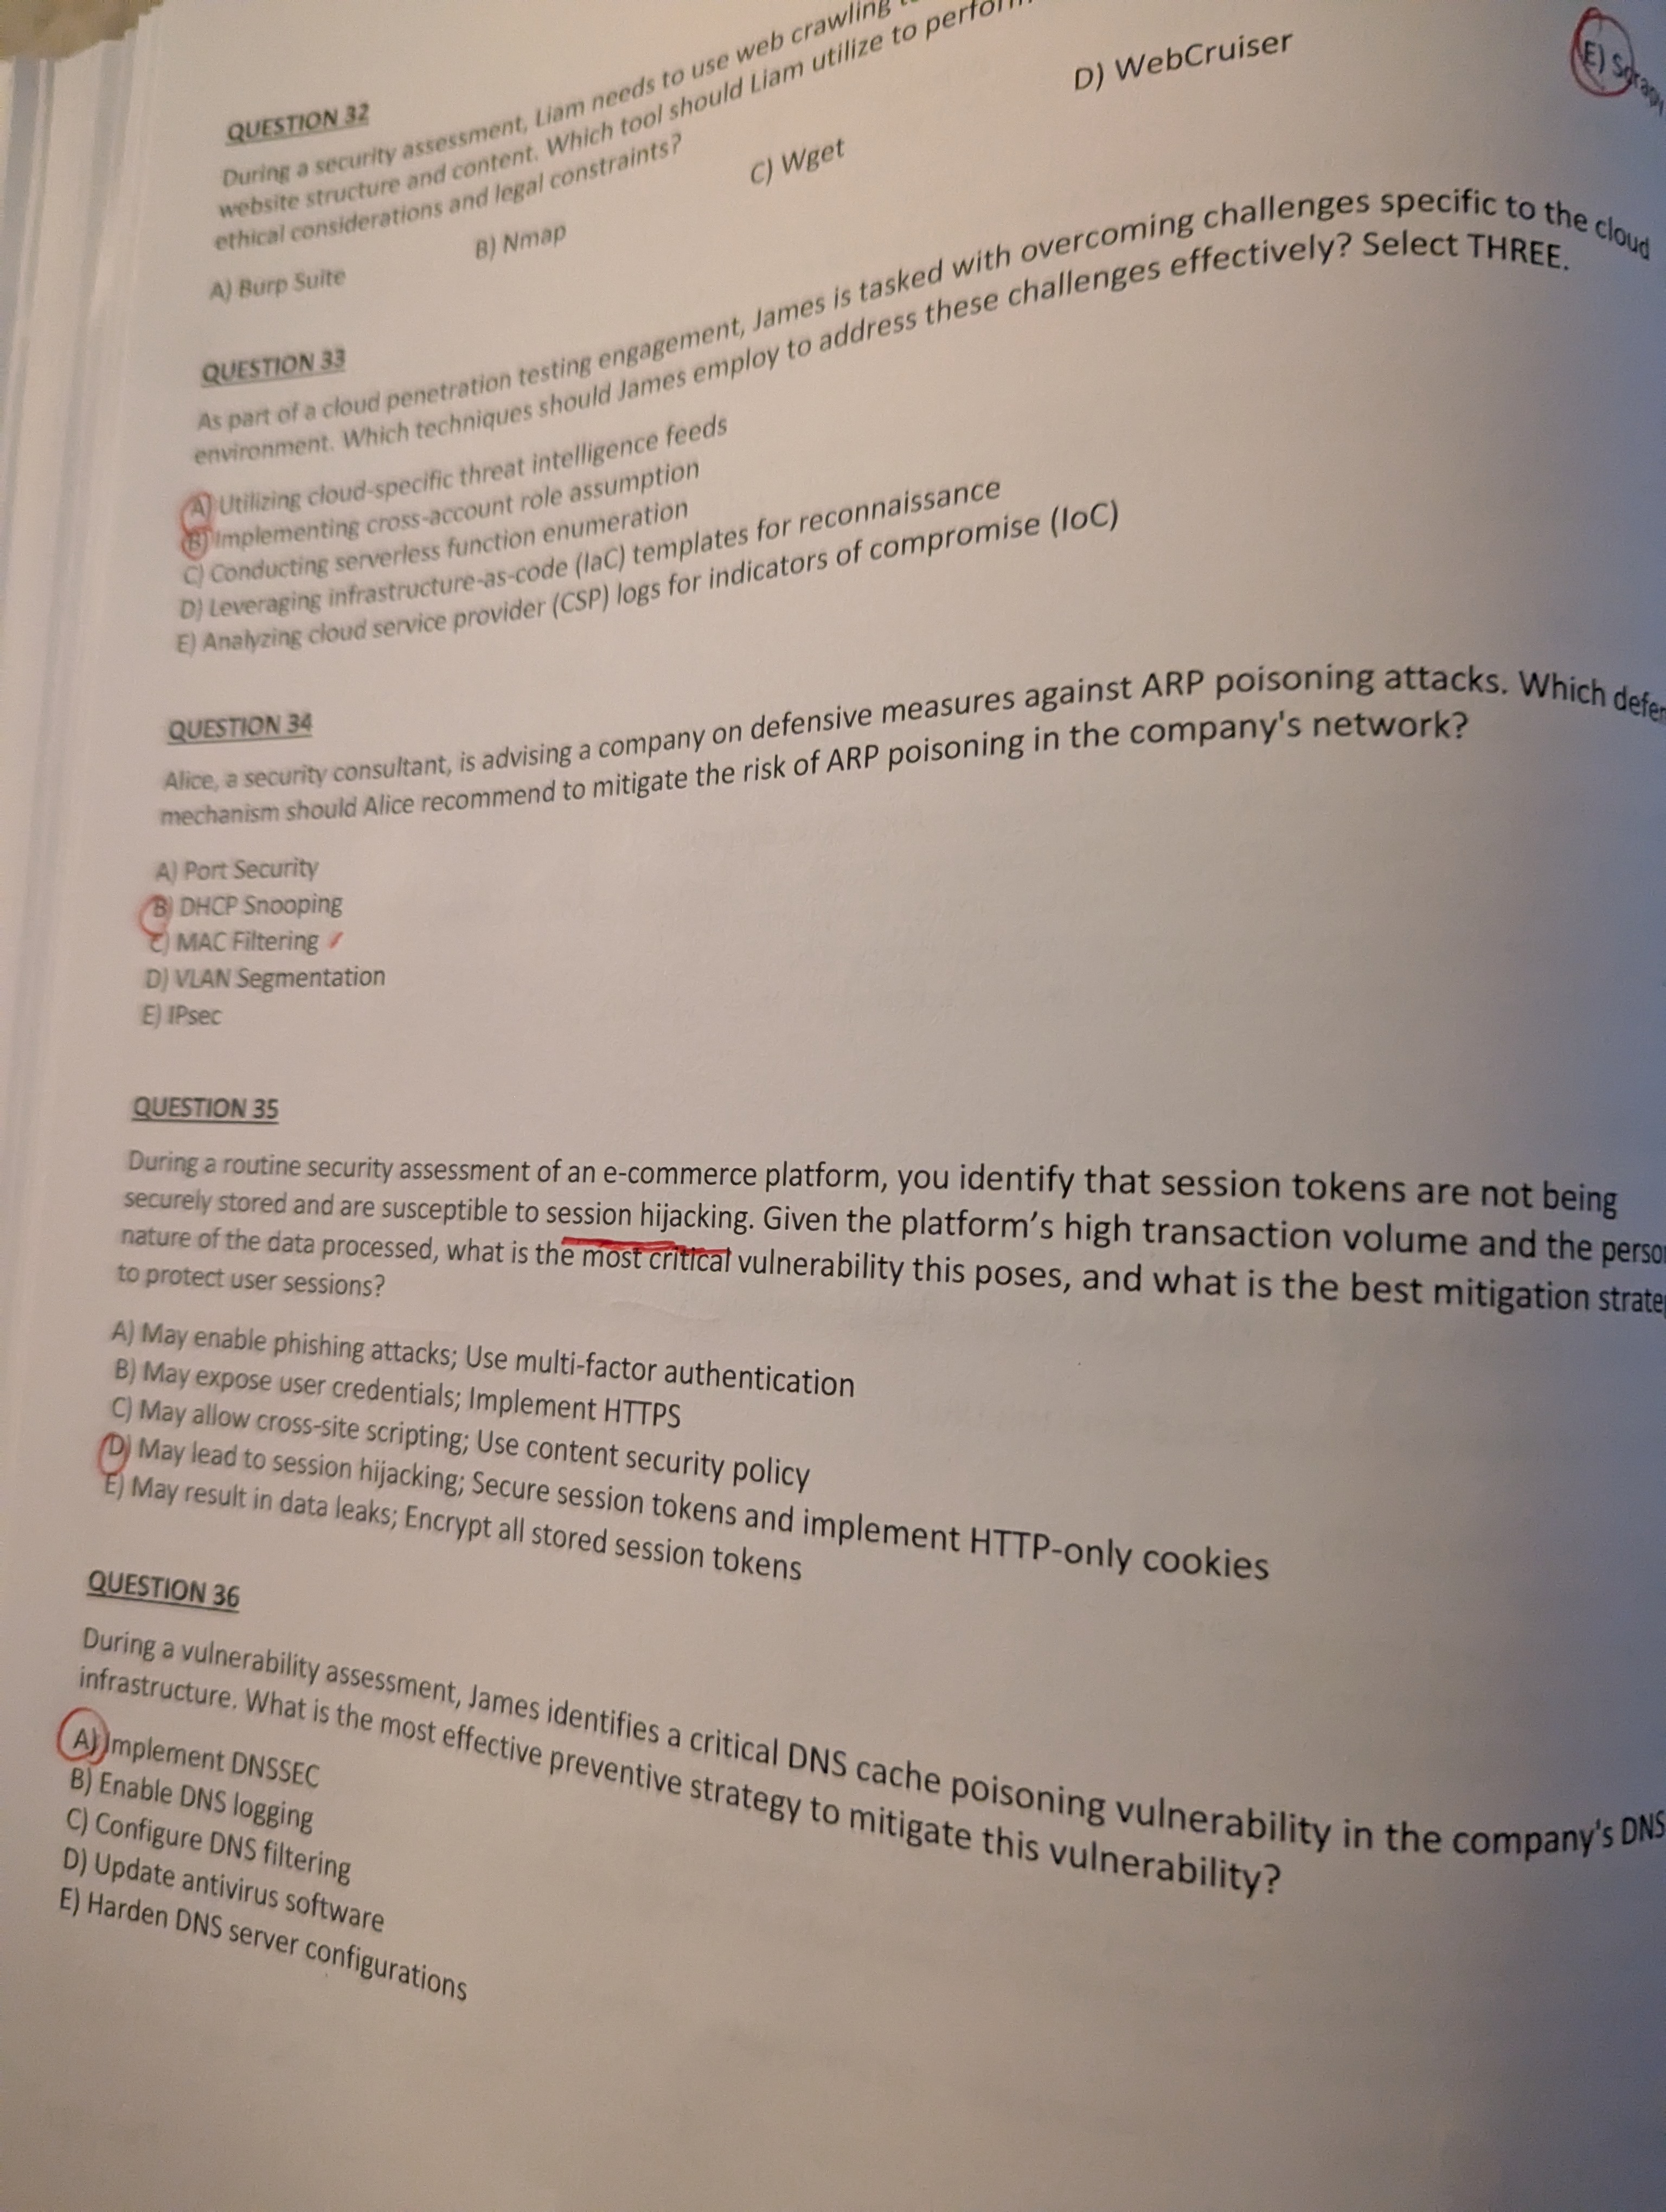 QUESTION 32
During a security assessment, Liam needs to use web crawling
website structure and content. Which tool should Liam utilize to perform
ethical considerations and legal constraints?
A) Burp Suite B) Nmap C) Wget D) WebCruiser E) Scrapy
QUESTION 33
As part of a cloud penetration testing engagement, James is tasked with overcoming challenges specific to the cloud
environment. Which techniques should James employ to address these challenges effectively? Select THREE.
A) Utilizing cloud-specific threat intelligence feeds
B) Implementing cross-account role assumption
C) Conducting serverless function enumeration
D) Leveraging infrastructure-as-code (IaC) templates for reconnaissance
E) Analyzing cloud service provider (CSP) logs for indicators of compromise (IoC)
QUESTION 34
Alice, a security consultant, is advising a company on defensive measures against ARP poisoning attacks. Which defen
mechanism should Alice recommend to mitigate the risk of ARP poisoning in the company's network?
A) Port Security
B) DHCP Snooping
C) MAC Filtering
D) VLAN Segmentation
E) IPsec
QUESTION 35
During a routine security assessment of an e-commerce platform, you identify that session tokens are not being
securely stored and are susceptible to session hijacking. Given the platform's high transaction volume and the person
nature of the data processed, what is the most critical vulnerability this poses, and what is the best mitigation strate
to protect user sessions?
A) May enable phishing attacks; Use multi-factor authentication
B) May expose user credentials; Implement HTTPS
C) May allow cross-site scripting; Use content security policy
D) May lead to session hijacking; Secure session tokens and implement HTTP-only cookies
E) May result in data leaks; Encrypt all stored session tokens
QUESTION 36
During a vulnerability assessment, James identifies a critical DNS cache poisoning vulnerability in the company's DNS
infrastructure. What is the most effective preventive strategy to mitigate this vulnerability?
A) Implement DNSSEC
B) Enable DNS logging
C) Configure DNS filtering
D) Update antivirus software
E) Harden DNS server configurations